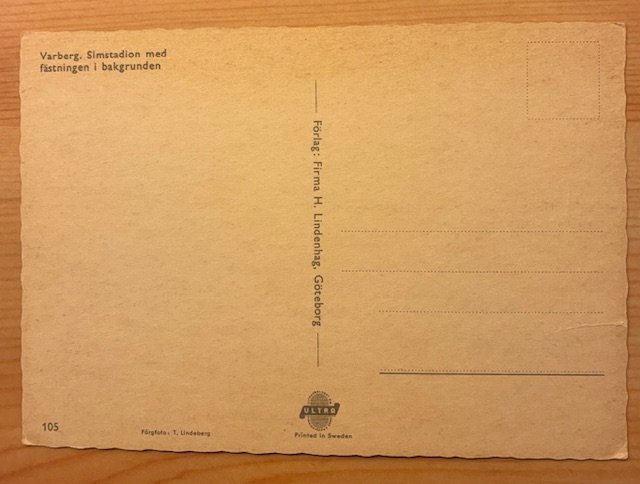 Varberg. Simstadion med
fästningen i bakgrunden
Förlag: Firma H. Lindenhag, Göteborg
ULTRA
Printed in Sweden
105
Färgfoto: T. Lindeberg